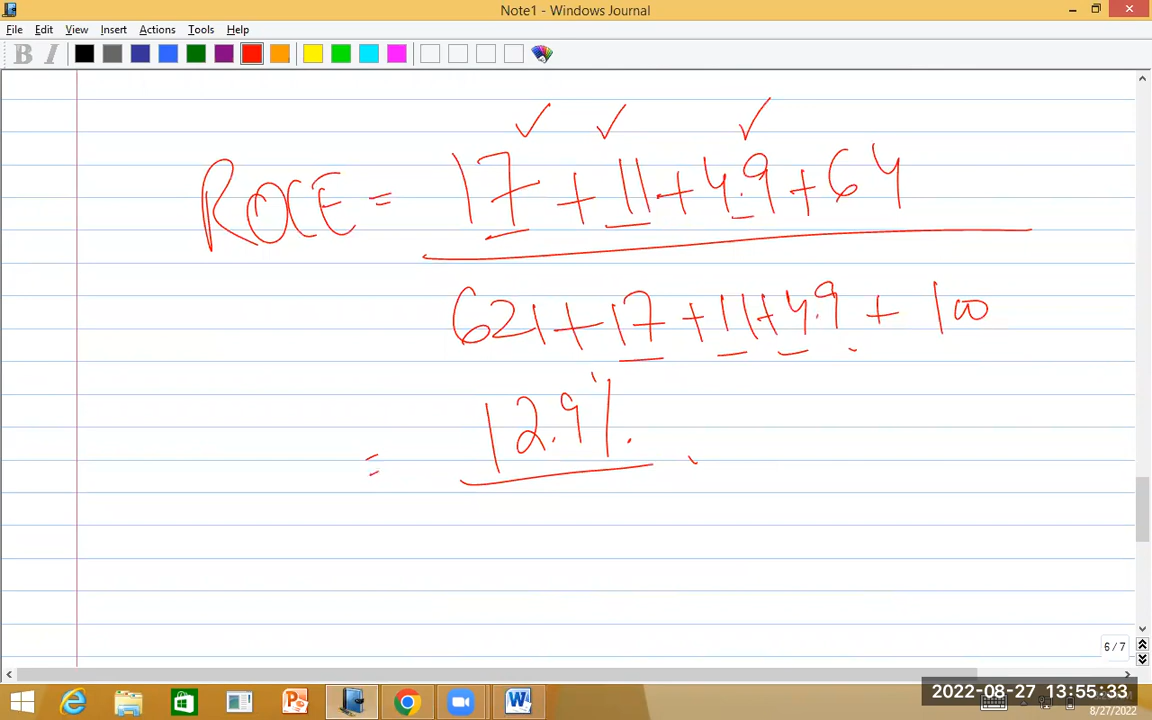 Note1 - Windows Journal
File Edit View Insert Actions Tools Help
B I
ROCE = 17 + 11 + 4.9 + 64
621 + 17 + 11 + 4.9 + 100
= 12.9%.
6 / 7
2022-08-27 13:55:33
8/27/2022